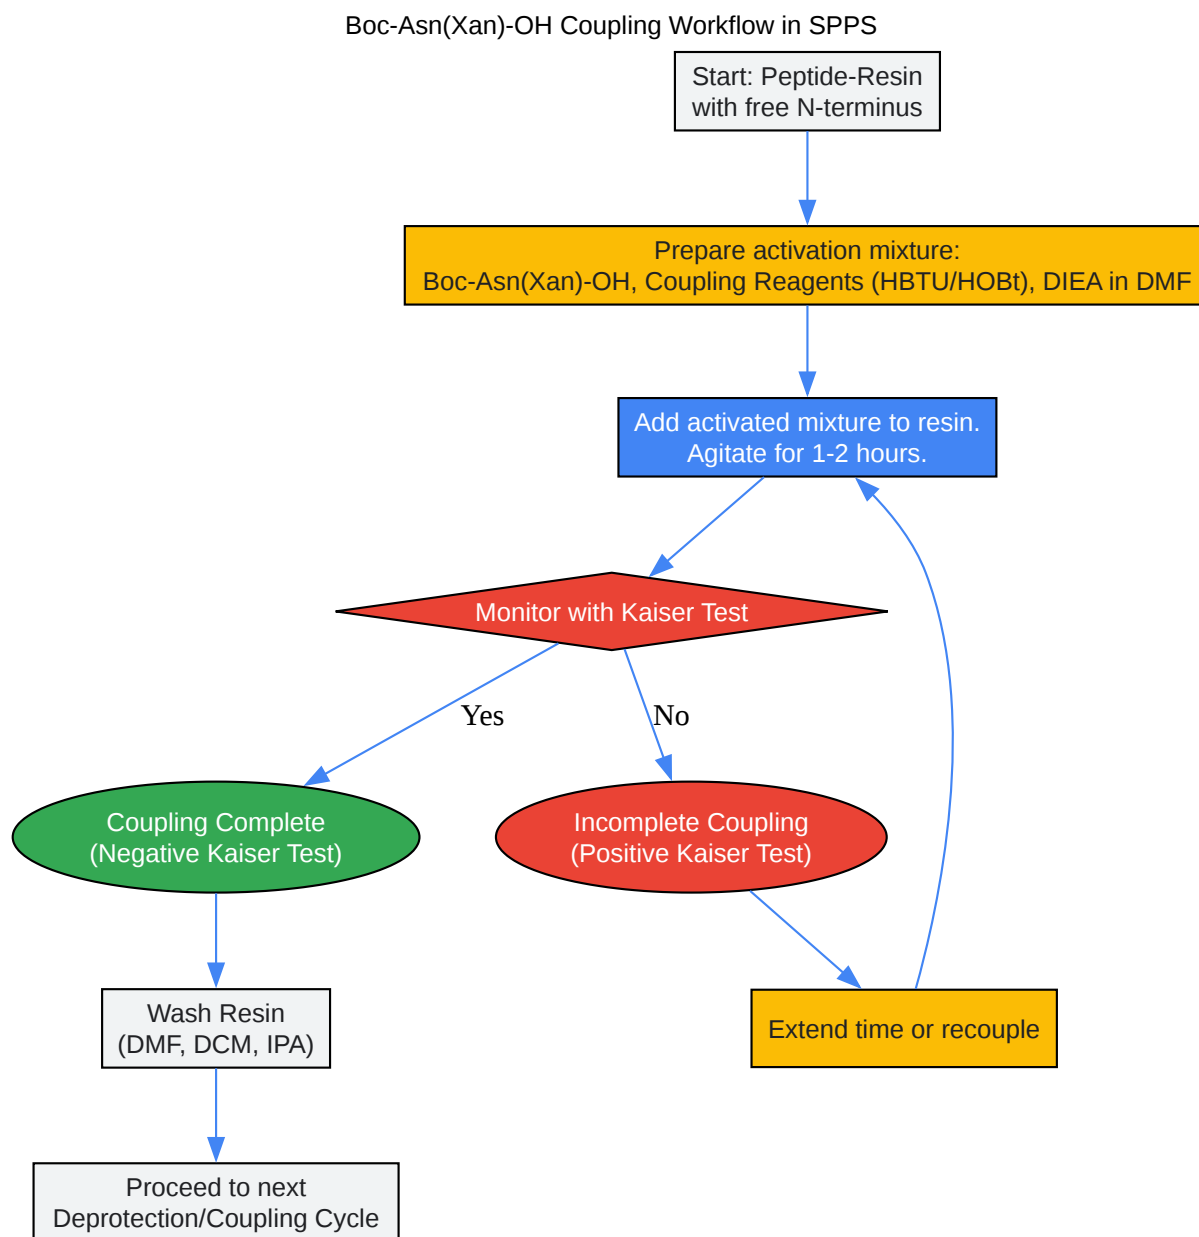 Boc-Asn(Xan)-OH Coupling Workflow in SPPS
Start: Peptide-Resin
with free N-terminus
Prepare activation mixture:
Boc-Asn(Xan)-OH, Coupling Reagents (HBTU/HOBt), DIEA in DMF
Add activated mixture to resin.
Agitate for 1-2 hours.
Monitor with Kaiser Test
Yes
No
Coupling Complete
(Negative Kaiser Test)
Incomplete Coupling
(Positive Kaiser Test)
Wash Resin
(DMF, DCM, IPA)
Extend time or recouple
Proceed to next
Deprotection/Coupling Cycle